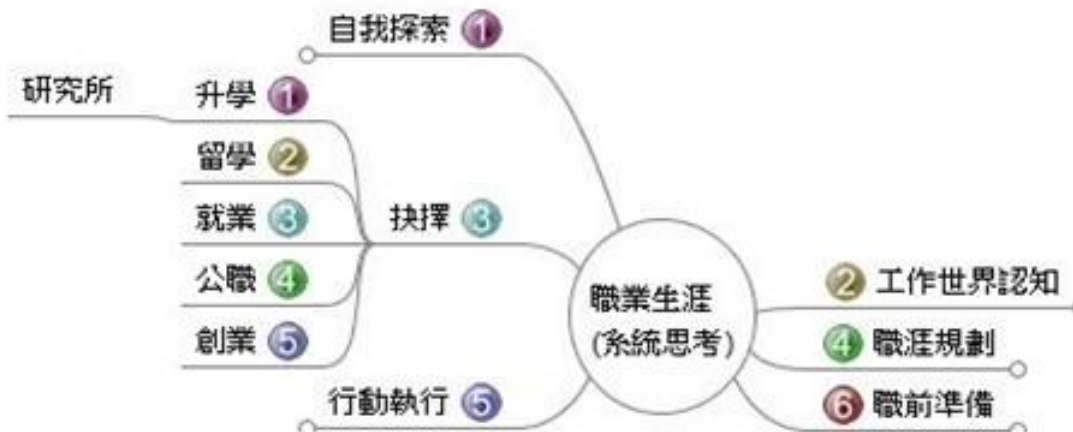 自我探索 1
研究所
升學 1
留學 2
就業 3
公職 4
創業 5
抉擇 3
行動執行 5
職業生涯
(系統思考)
2 工作世界認知
4 職涯規劃
6 職前準備